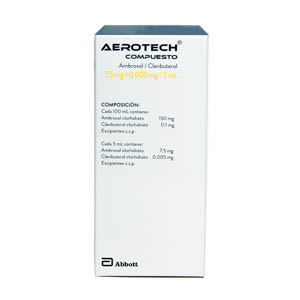 AEROTECH®
COMPUESTO
Ambroxol / Clenbuterol
7.5 mg / 0.005 mg / 5 mL
COMPOSICIÓN:
Cada 100 mL contiene:
Ambroxol clorhidrato 150 mg
Clenbuterol clorhidrato 0.1 mg
Excipientes c.s.p.
Cada 5 mL contiene:
Ambroxol clorhidrato 7.5 mg
Clenbuterol clorhidrato 0.005 mg
Excipientes c.s.p.
Abbott